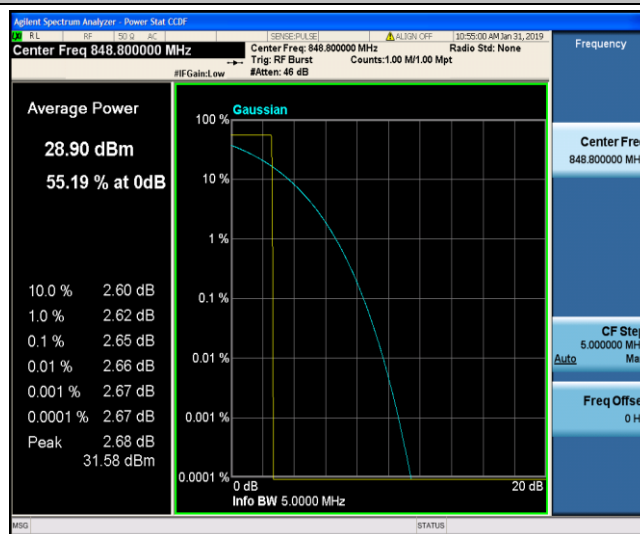 Agilent Spectrum Analyzer - Power Stat CCDF
RL RF 50 Ω AC SENSE:PULSE ALIGN OFF 10:55:00 AM Jan 31, 2019
Center Freq 848.800000 MHz
Center Freq: 848.800000 MHz Radio Std: None
Trig: RF Burst Counts:1.00 M/1.00 Mpt
#IFGain:Low #Atten: 46 dB
Frequency
Average Power
28.90 dBm
55.19 % at 0dB
10.0 % 2.60 dB
1.0 % 2.62 dB
0.1 % 2.65 dB
0.01 % 2.66 dB
0.001 % 2.67 dB
0.0001 % 2.67 dB
Peak 2.68 dB
31.58 dBm
Gaussian
100 %
10 %
1 %
0.1 %
0.01 %
0.001 %
0.0001 %
0 dB 20 dB
Info BW 5.0000 MHz
Center Fre
848.800000 MH
CF Step
5.000000 MH
Auto Ma
Freq Offse
0 H
MSG STATUS